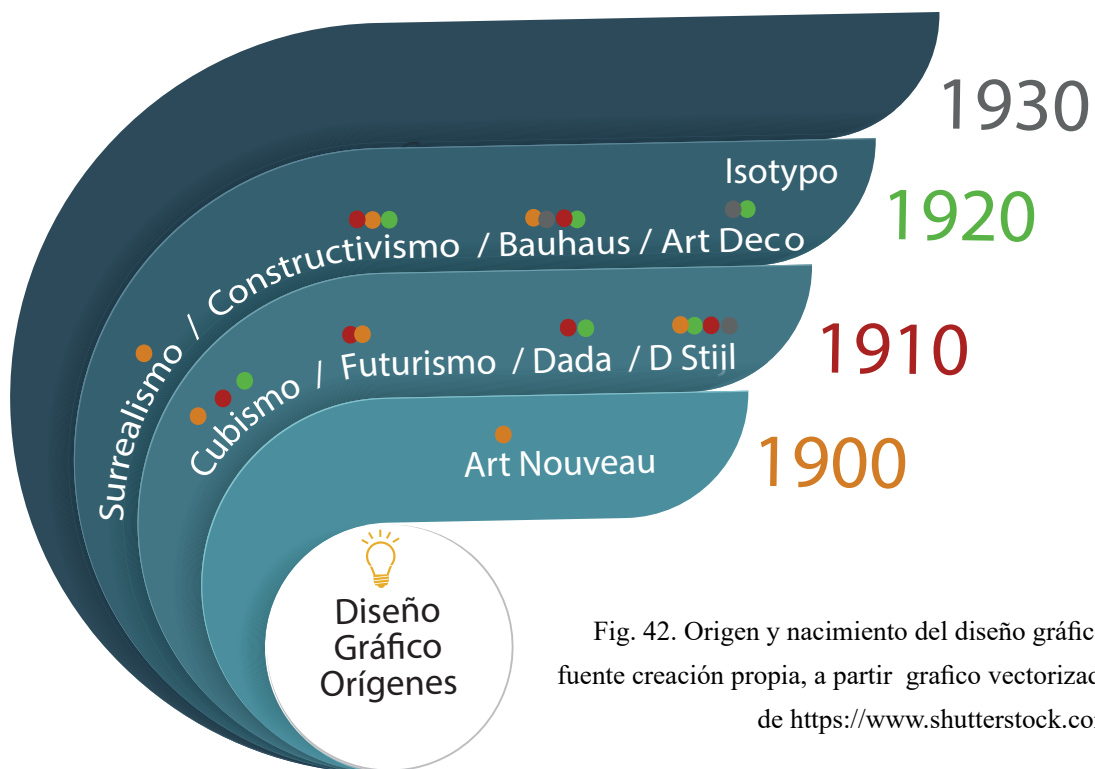 1930
Isotypo
1920
Surrealismo / Constructivismo / Bauhaus / Art Deco
1910
Cubismo / Futurismo / Dada / D Stijl
1900
Art Nouveau
Diseño
Gráfico
Orígenes
Fig. 42. Origen y nacimiento del diseño gráfic
fuente creación propia, a partir grafico vectorizad
de https://www.shutterstock.co